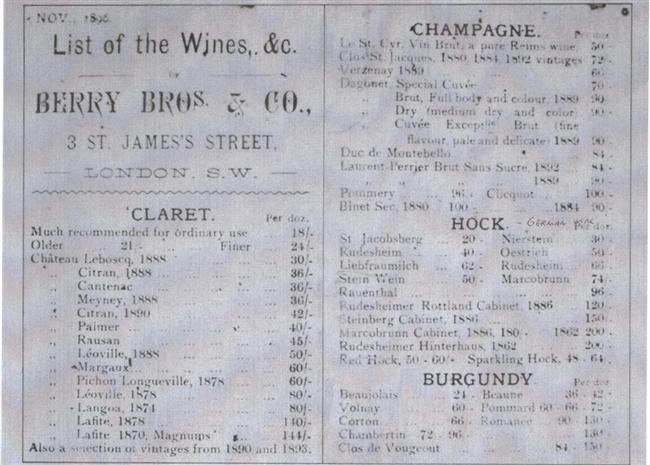 NOV., 1896.
List of the Wines, &c.
OF
BERRY BROS. & CO.,
3 ST. JAMES'S STREET,
LONDON, S.W.
CLARET. Per doz.
Much recommended for ordinary use 18/-
Older .. 21/- .. Finer .. 24/-
Château Leboscq, 1888 30/-
,, Citran, 1888 36/-
,, Cantenac 36/-
,, Meyney, 1888 36/-
,, Citran, 1890 42/-
,, Palmer 40/-
,, Rausan 45/-
,, Léoville, 1888 50/-
,, Margaux 60/-
,, Pichon Longueville, 1878 60/-
,, Léoville, 1878 80/-
,, Langoa, 1874 80/-
,, Lafite, 1878 140/-
,, Lafite 1870, Magnums 144/-
Also a selection of vintages from 1890 and 1893.
CHAMPAGNE. Per doz
Le St. Cyr, Vin Brut, a pure Reims wine, 50/-
Clos St. Jacques, 1880, 1884, 1892 vintages 72/-
Verzenay 1889 66/-
Dagonet, Special Cuvée 70/-
,, Brut, Full body and colour, 1889 90/-
,, Dry (medium dry and color) 90/-
,, Cuvée Exceptlle Brut (fine
flavour, pale and delicate) 1889 90/-
Duc de Montebello 84/-
Laurent-Perrier Brut Sans Sucre, 1892 84/-
,, ,, ,, 1889 90/-
Pommery .. 96/- Clicquot .. 100/-
Binet Sec, 1880 100/- .. 1884 90/-
HOCK. - GERMAN Per doz.
St Jacobsberg .. 20/- Nierstein .. 30/-
Rudesheim .. 40/- Oestrich 50/-
Liebfraumilch .. 62/- Rudesheim 66/-
Stein Wein .. 50/- Marcobrunn 74/-
Rauenthal 96/-
Rudesheimer Rottland Cabinet, 1886 120/-
Steinberg Cabinet, 1886 150/-
Marcobrunn Cabinet, 1886, 180/- 1862 200/-
Rudesheimer Hinterhaus, 1862 200/-
Red Hock, 50/- 60/- Sparkling Hock, 48/- 64/-
BURGUNDY Per doz.
Beaujolais .. 24/- Beaune 36/- 42/-
Volnay .. 60/- Pommard 60/- 66/- 72/-
Corton .. 66/- Romanee 90/- 130/-
Chambertin 72/- 96/- 130/-
Clos de Vougeout 84/- 150/-